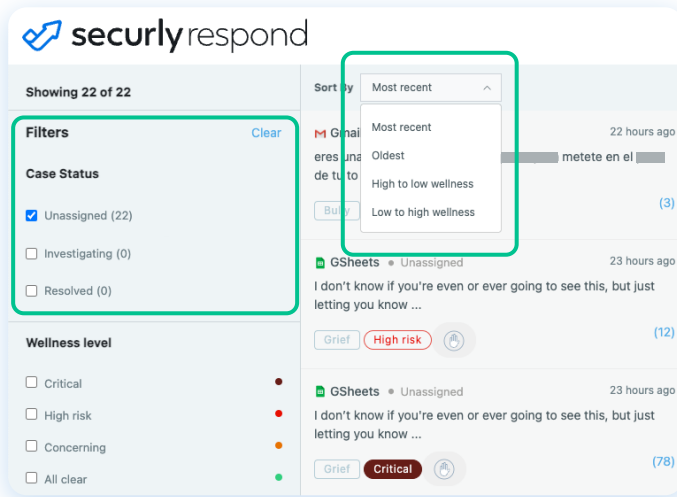 securly respond
Showing 22 of 22
Filters
Clear
Case Status
Unassigned (22)
Investigating (0)
Resolved (0)
Wellness level
Critical
High risk
Concerning
All clear
Sort By
Most recent
Most recent
Oldest
High to low wellness
Low to high wellness
22 hours ago
eres una
metete en el
de tu to
(3)
GSheets • Unassigned
23 hours ago
I don't know if you're even or ever going to see this, but just
letting you know ...
(12)
Grief
High risk
GSheets • Unassigned
23 hours ago
I don't know if you're even or ever going to see this, but just
letting you know ...
(78)
Grief
Critical